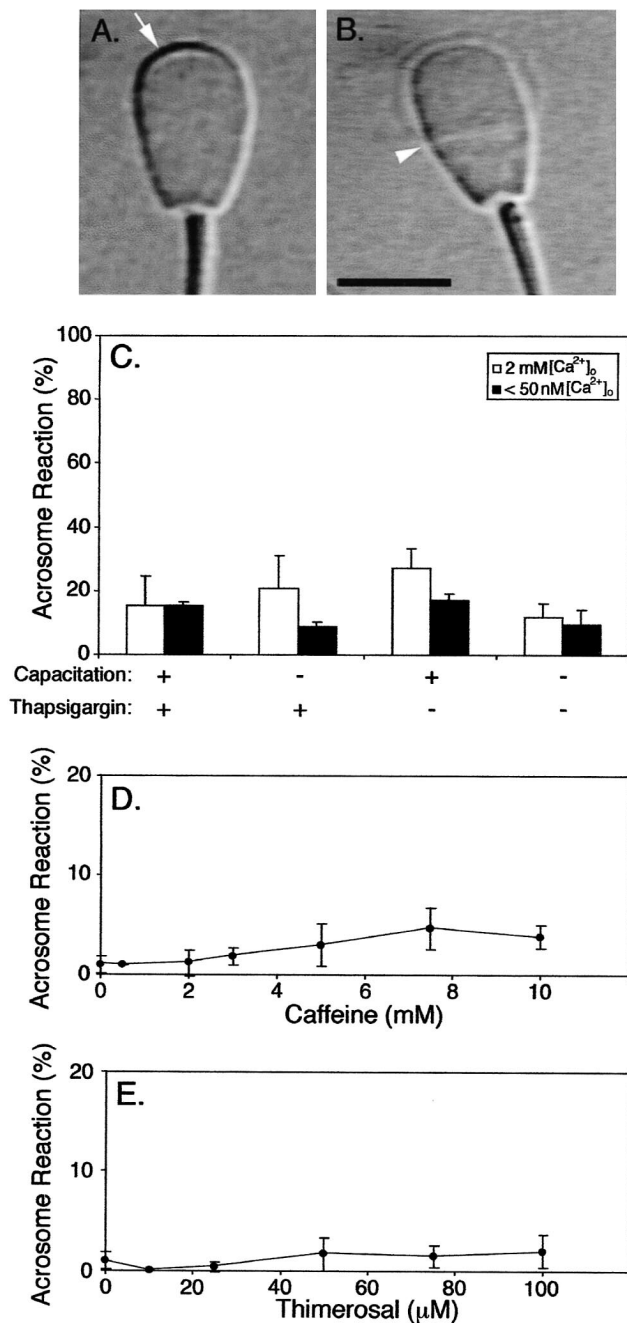 A.
B.
C.
2 mM[Ca2+]o
< 50 nM[Ca2+]o
Acrosome Reaction (%)
100
80
60
40
20
0
Capacitation: + - + -
Thapsigargin: + + - -
D.
Acrosome Reaction (%)
20
10
0
0 2 4 6 8 10
Caffeine (mM)
E.
Acrosome Reaction (%)
20
10
0
0 20 40 60 80 100
Thimerosal (μM)